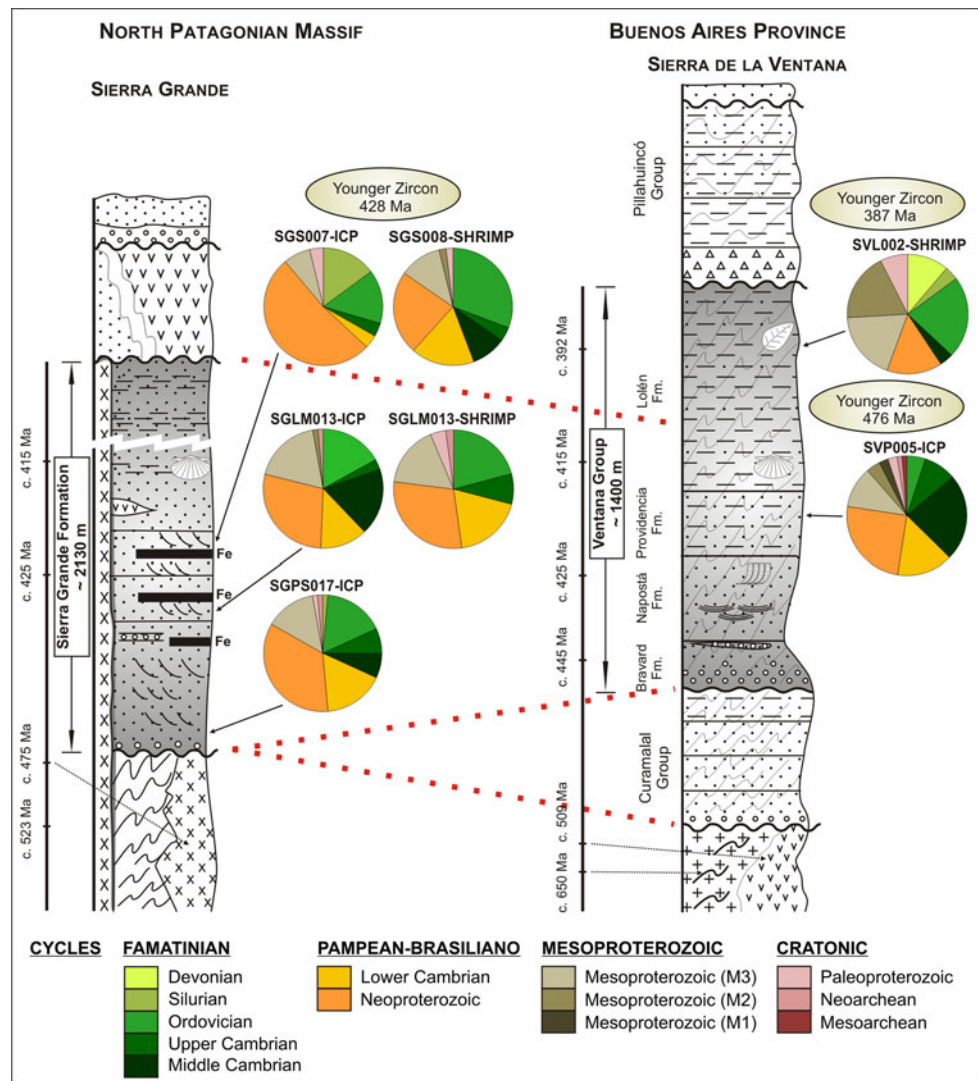 NORTH PATAGONIAN MASSIF
BUENOS AIRES PROVINCE
SIERRA DE LA VENTANA
SIERRA GRANDE
Younger Zircon
428 Ma
SGS007-ICP
SGS008-SHRIMP
SGLM013-ICP
SGLM013-SHRIMP
SGPS017-ICP
Fe
Fe
Fe
Sierra Grande Formation
~ 2130 m
c. 415 Ma
c. 425 Ma
c. 475 Ma
c. 523 Ma
Pillahuincó
Group
Younger Zircon
387 Ma
SVL002-SHRIMP
Younger Zircon
476 Ma
SVP005-ICP
Ventana Group
~ 1400 m
c. 392 Ma
c. 415 Ma
c. 425 Ma
c. 445 Ma
c. 509 Ma
c. 650 Ma
Lolén
Fm.
Providencia
Fm.
Napostá
Fm.
Bravard
Fm.
Curamalal
Group
CYCLES
FAMATINIAN
Devonian
Silurian
Ordovician
Upper Cambrian
Middle Cambrian
PAMPEAN-BRASILIANO
Lower Cambrian
Neoproterozoic
MESOPROTEROZOIC
Mesoproterozoic (M3)
Mesoproterozoic (M2)
Mesoproterozoic (M1)
CRATONIC
Paleoproterozoic
Neoarchean
Mesoarchean